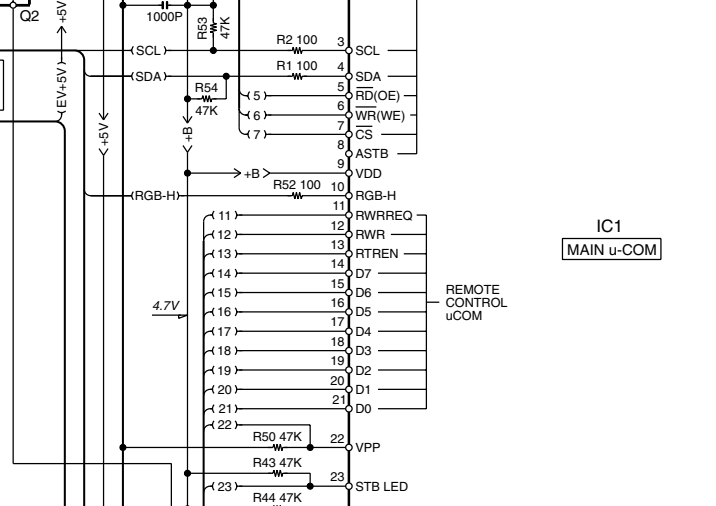 Q2
+5V
1000P
R53
47K
EV+5V
+5V
SCL
R2 100
3
SCL
SDA
R1 100
4
SDA
R54
47K
5
5
RD(OE)
6
6
WR(WE)
7
7
CS
8
ASTB
+B
+B
9
VDD
RGB-H
R52 100
10
RGB-H
11
11
RWRREQ
12
12
RWR
13
13
RTREN
14
14
D7
15
15
D6
16
16
D5
17
17
D4
18
18
D3
19
19
D2
20
20
D1
21
21
D0
REMOTE
CONTROL
uCOM
4.7V
IC1
MAIN u-COM
22
R50 47K
22
VPP
R43 47K
23
23
STB LED
R44 47K